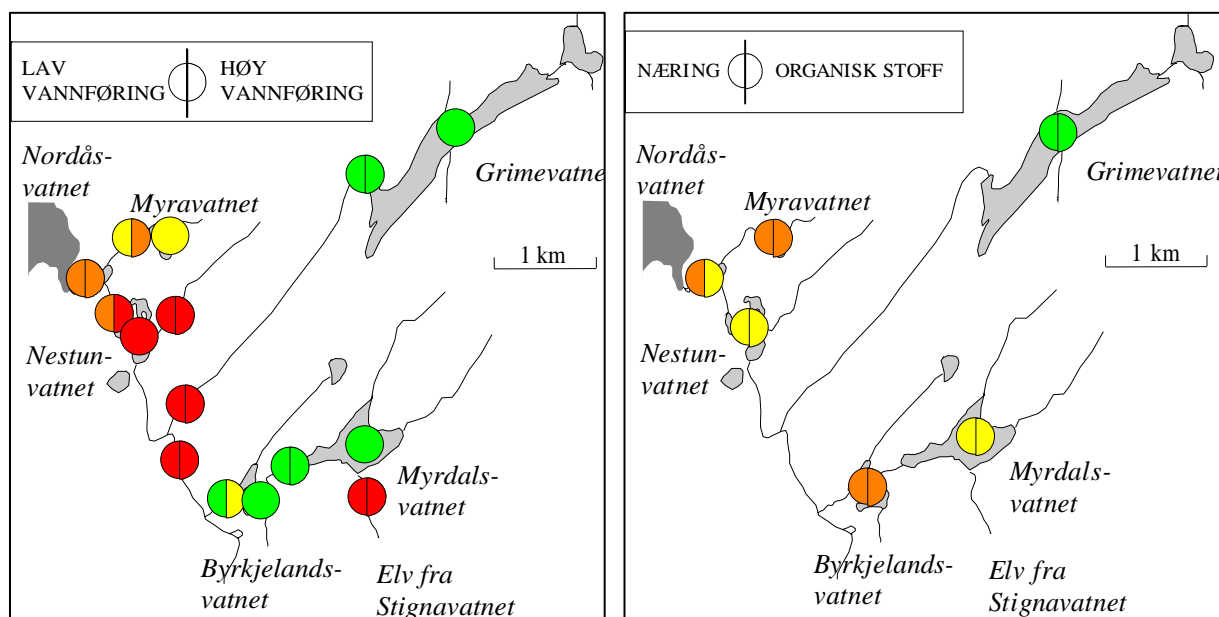 LAV
VANNFØRING
HØY
VANNFØRING
Nordås-
vatnet
Myravatnet
Grimevatne
1 km
Nestun-
vatnet
Myrdals-
vatnet
Byrkjelands-
vatnet
Elv fra
Stignavatnet
NÆRING
ORGANISK STOFF
Nordås-
vatnet
Myravatnet
Grimevatnet
1 km
Nestun-
vatnet
Myrdals-
vatnet
Byrkjelands-
vatnet
Elv fra
Stignavatnet